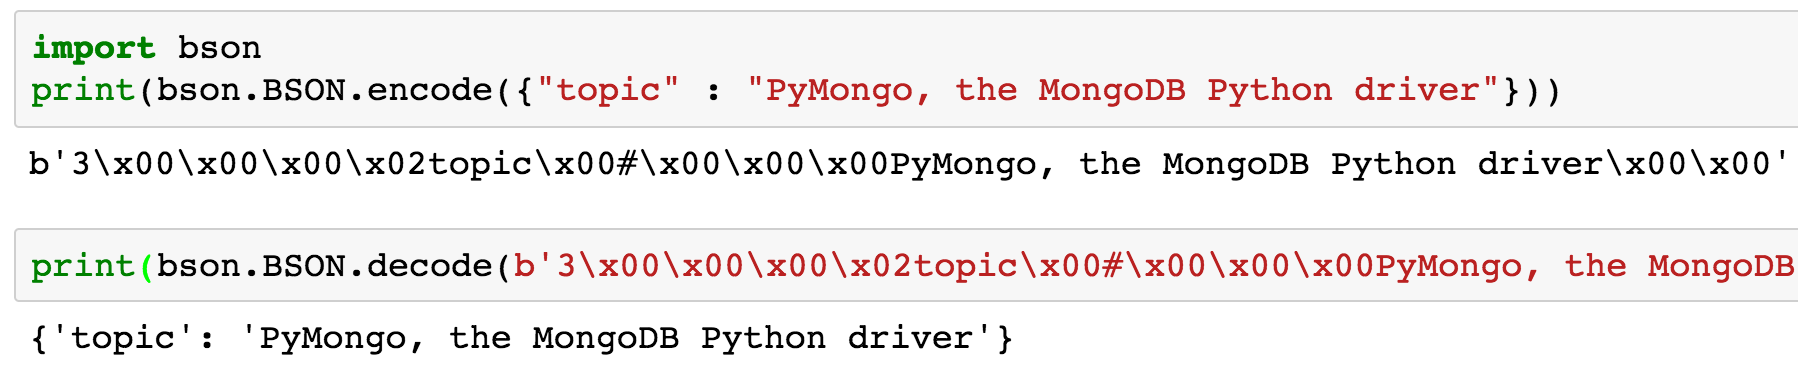 import bson
print(bson.BSON.encode({"topic" : "PyMongo, the MongoDB Python driver"}))
b'3\x00\x00\x00\x02topic\x00#\x00\x00\x00PyMongo, the MongoDB Python driver\x00\x00'
print(bson.BSON.decode(b'3\x00\x00\x00\x02topic\x00#\x00\x00\x00PyMongo, the MongoDB
{'topic': 'PyMongo, the MongoDB Python driver'}